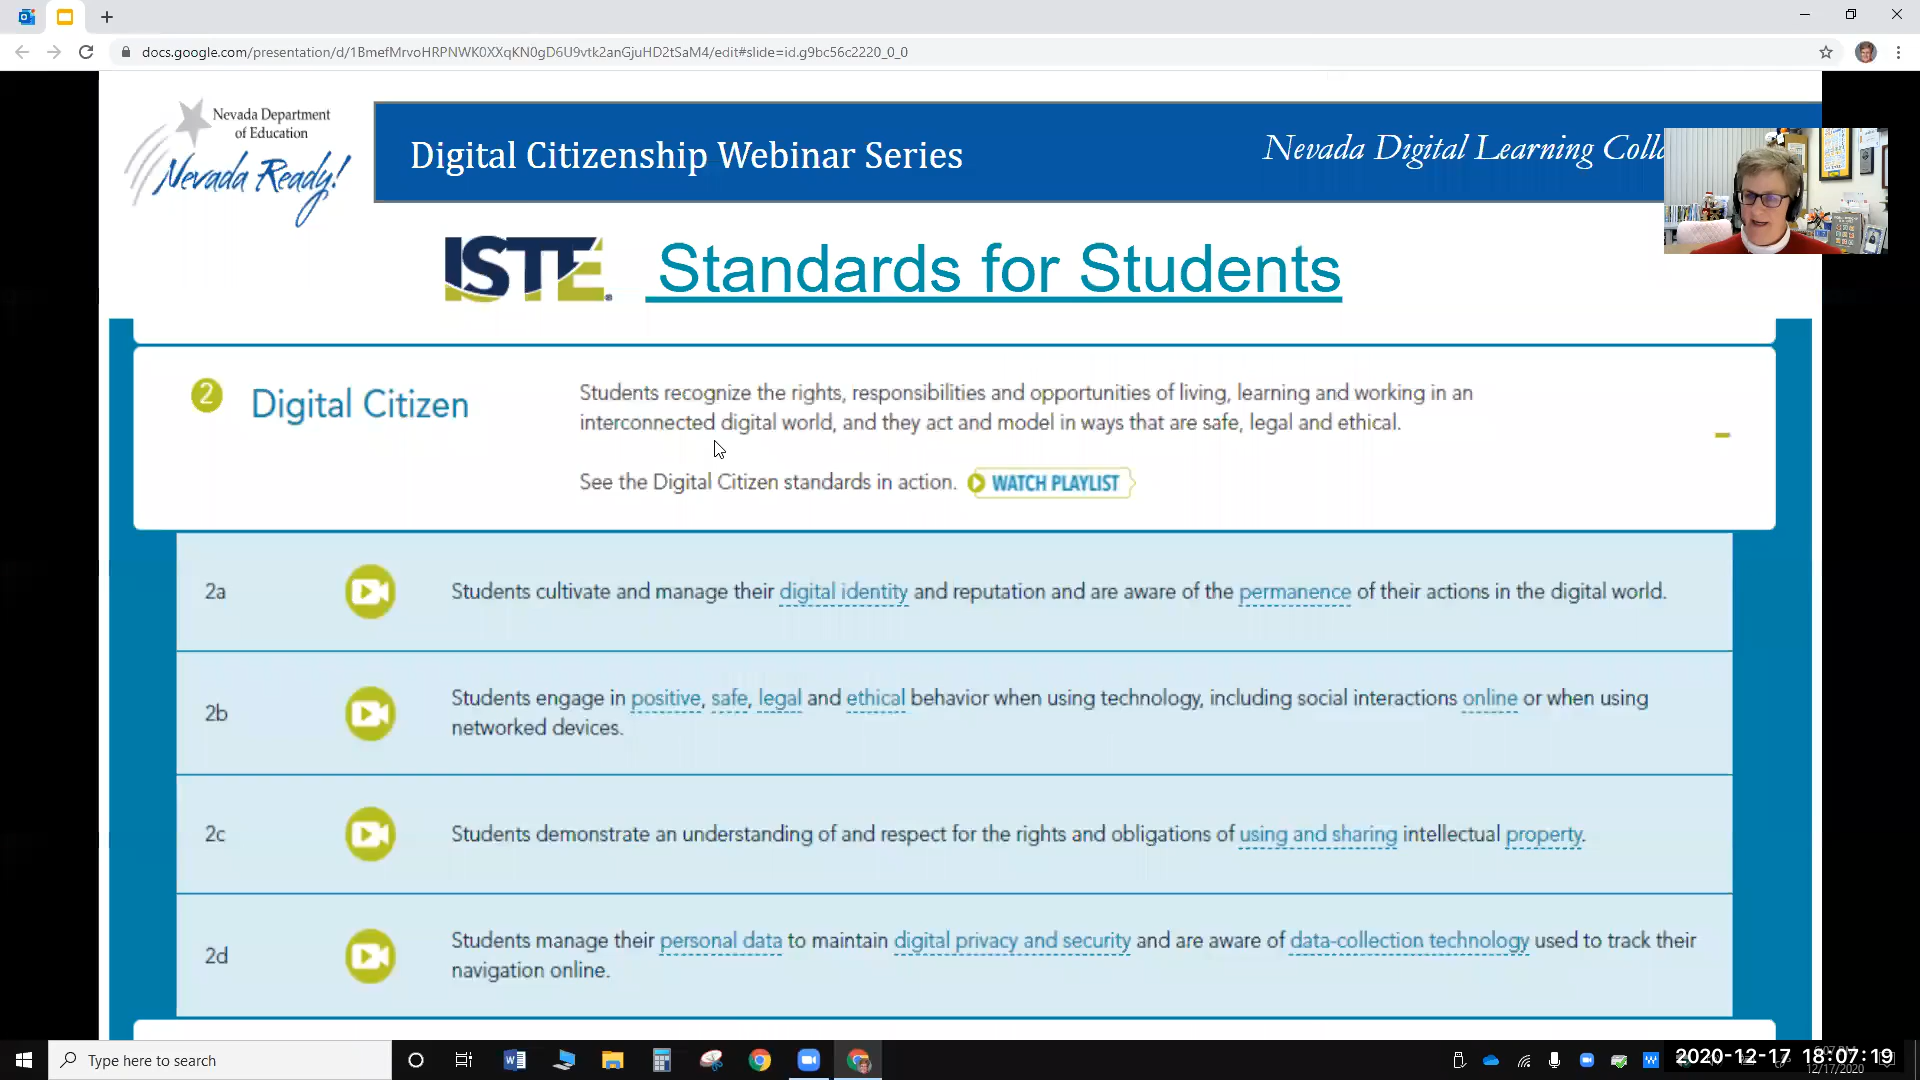 docs.google.com/presentation/d/1BmefMrvoHRPNWK0XXqKN0gD6U9vtk2anGjuHD2tSaM4/edit#slide=id.g9bc56c2220_0_0
Nevada Department
of Education
Nevada Ready!
Digital Citizenship Webinar Series
Nevada Digital Learning Colla
ISTE® Standards for Students
2
Digital Citizen
Students recognize the rights, responsibilities and opportunities of living, learning and working in an
interconnected digital world, and they act and model in ways that are safe, legal and ethical.
See the Digital Citizen standards in action. WATCH PLAYLIST
2a Students cultivate and manage their digital identity and reputation and are aware of the permanence of their actions in the digital world.
2b Students engage in positive, safe, legal and ethical behavior when using technology, including social interactions online or when using
networked devices.
2c Students demonstrate an understanding of and respect for the rights and obligations of using and sharing intellectual property.
2d Students manage their personal data to maintain digital privacy and security and are aware of data-collection technology used to track their
navigation online.
Type here to search
2020-12-17 18:07:19
12/17/2020